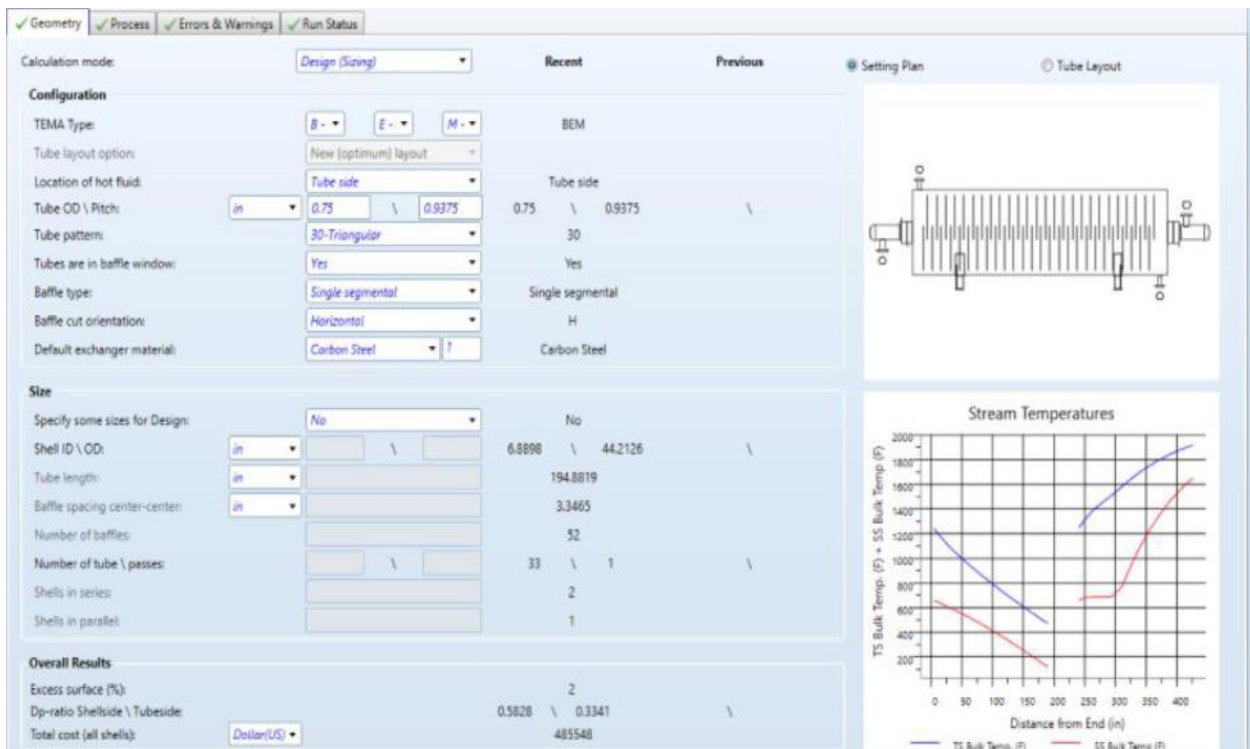 Geometry Process Errors & Warnings Run Status
Calculation mode: Design (Sizing) Recent Previous Setting Plan Tube Layout
Configuration
TEMA Type: B - E - M - BEM
Tube layout option: New (optimum) layout
Location of hot fluid: Tube side Tube side
Tube OD \ Pitch: in 0.75 \ 0.9375 0.75 \ 0.9375 \
Tube pattern: 30-Triangular 30
Tubes are in baffle window: Yes Yes
Baffle type: Single segmental Single segmental
Baffle cut orientation: Horizontal H
Default exchanger material: Carbon Steel 1 Carbon Steel
Size
Specify some sizes for Design: No No
Shell ID \ OD: in \ 6.8898 \ 44.2126 \
Tube length: in 194.8819
Baffle spacing center-center: in 3.3465
Number of baffles: 52
Number of tube \ passes: \ 33 \ 1 \
Shells in series: 2
Shells in parallel: 1
Overall Results
Excess surface (%): 2
Dp-ratio Shellside \ Tubeside: 0.5828 \ 0.3341 \
Total cost (all shells): Dollar(US) 485548
Stream Temperatures
TS Bulk Temp. (F) + SS Bulk Temp (F)
2000
1800
1600
1400
1200
1000
800
600
400
200
0 50 100 150 200 250 300 350 400
Distance from End (in)
TS Bulk Temp. (F) SS Bulk Temp (F)